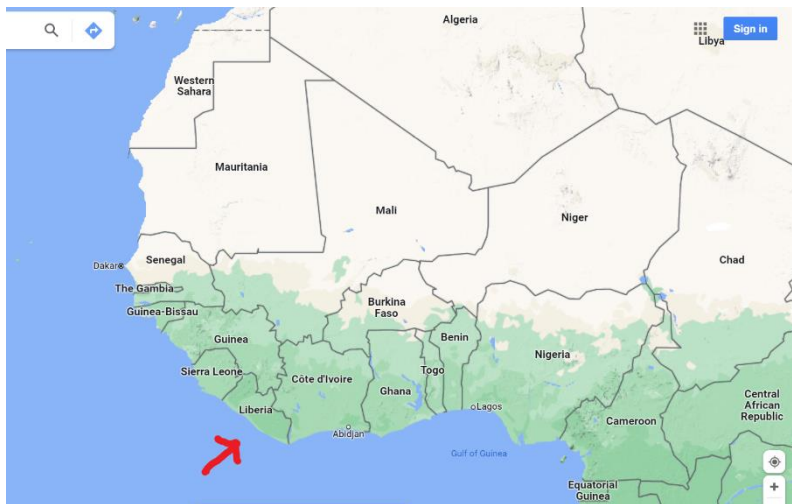 Algeria
Sign in
Libya
Western
Sahara
Mauritania
Mali
Niger
Chad
Dakar
Senegal
The Gambia
Guinea-Bissau
Burkina
Faso
Guinea
Benin
Nigeria
Sierra Leone
Togo
Côte d'Ivoire
Ghana
Central
African
Republic
Liberia
Lagos
Cameroon
Abidjan
Gulf of Guinea
Equatorial
Guinea